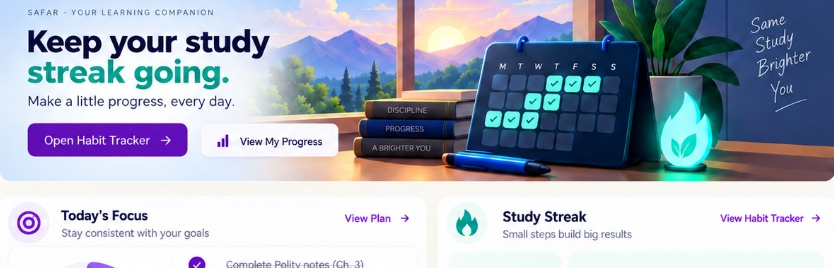 SAFAR - YOUR LEARNING COMPANION
Keep your study
streak going.
Make a little progress, every day.
Open Habit Tracker →
View My Progress
DISCIPLINE
PROGRESS
A BRIGHTER YOU
M T W T F S S
Same
Study
Brighter
You
Today's Focus
Stay consistent with your goals
View Plan →
Complete Polity notes (Ch. 3)
Study Streak
Small steps build big results
View Habit Tracker →